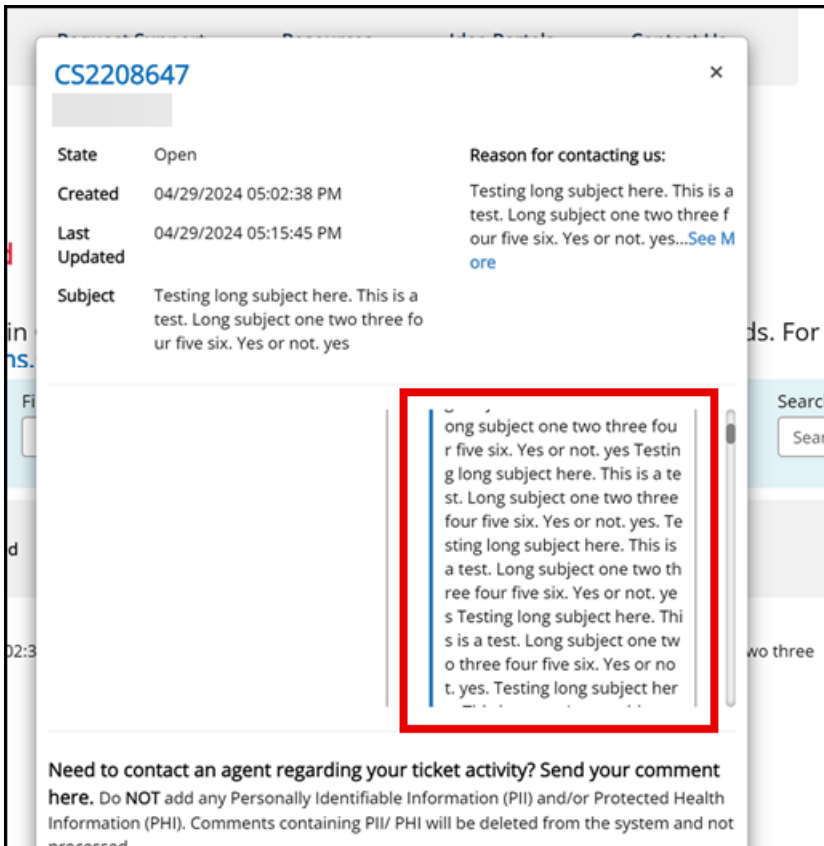 CS2208647
×
State Open
Created 04/29/2024 05:02:38 PM
Last
Updated 04/29/2024 05:15:45 PM
Subject Testing long subject here. This is a
test. Long subject one two three fo
ur five six. Yes or not. yes
Reason for contacting us:
Testing long subject here. This is a
test. Long subject one two three f
our five six. Yes or not. yes...See M
ore
in
ns.
ds. For
Fi
Searc
Sear
d
02:3
wo three
ong subject one two three fou
r five six. Yes or not. yes Testin
g long subject here. This is a te
st. Long subject one two three
four five six. Yes or not. yes. Te
sting long subject here. This is
a test. Long subject one two th
ree four five six. Yes or not. ye
s Testing long subject here. Thi
s is a test. Long subject one tw
o three four five six. Yes or no
t. yes. Testing long subject her
Need to contact an agent regarding your ticket activity? Send your comment
here. Do NOT add any Personally Identifiable Information (PII) and/or Protected Health
Information (PHI). Comments containing PII/ PHI will be deleted from the system and not